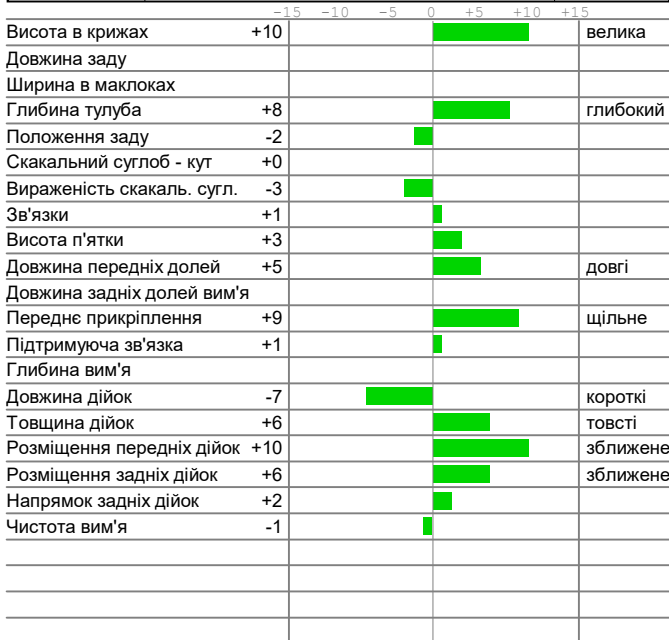 -15 -10 -5 0 +5 +10 +15
Висота в крижах +10 велика
Довжина заду
Ширина в маклоках
Глибина тулуба +8 глибокий
Положення заду -2
Скакальний суглоб - кут +0
Вираженість скакаль. сугл. -3
Зв'язки +1
Висота п'ятки +3
Довжина передніх долей +5 довгі
Довжина задніх долей вим'я
Переднє прикріплення +9 щільне
Підтримуюча зв'язка +1
Глибина вим'я
Довжина дійок -7 короткі
Товщина дійок +6 товсті
Розміщення передніх дійок +10 зближене
Розміщення задніх дійок +6 зближене
Напрямок задніх дійок +2
Чистота вим'я -1